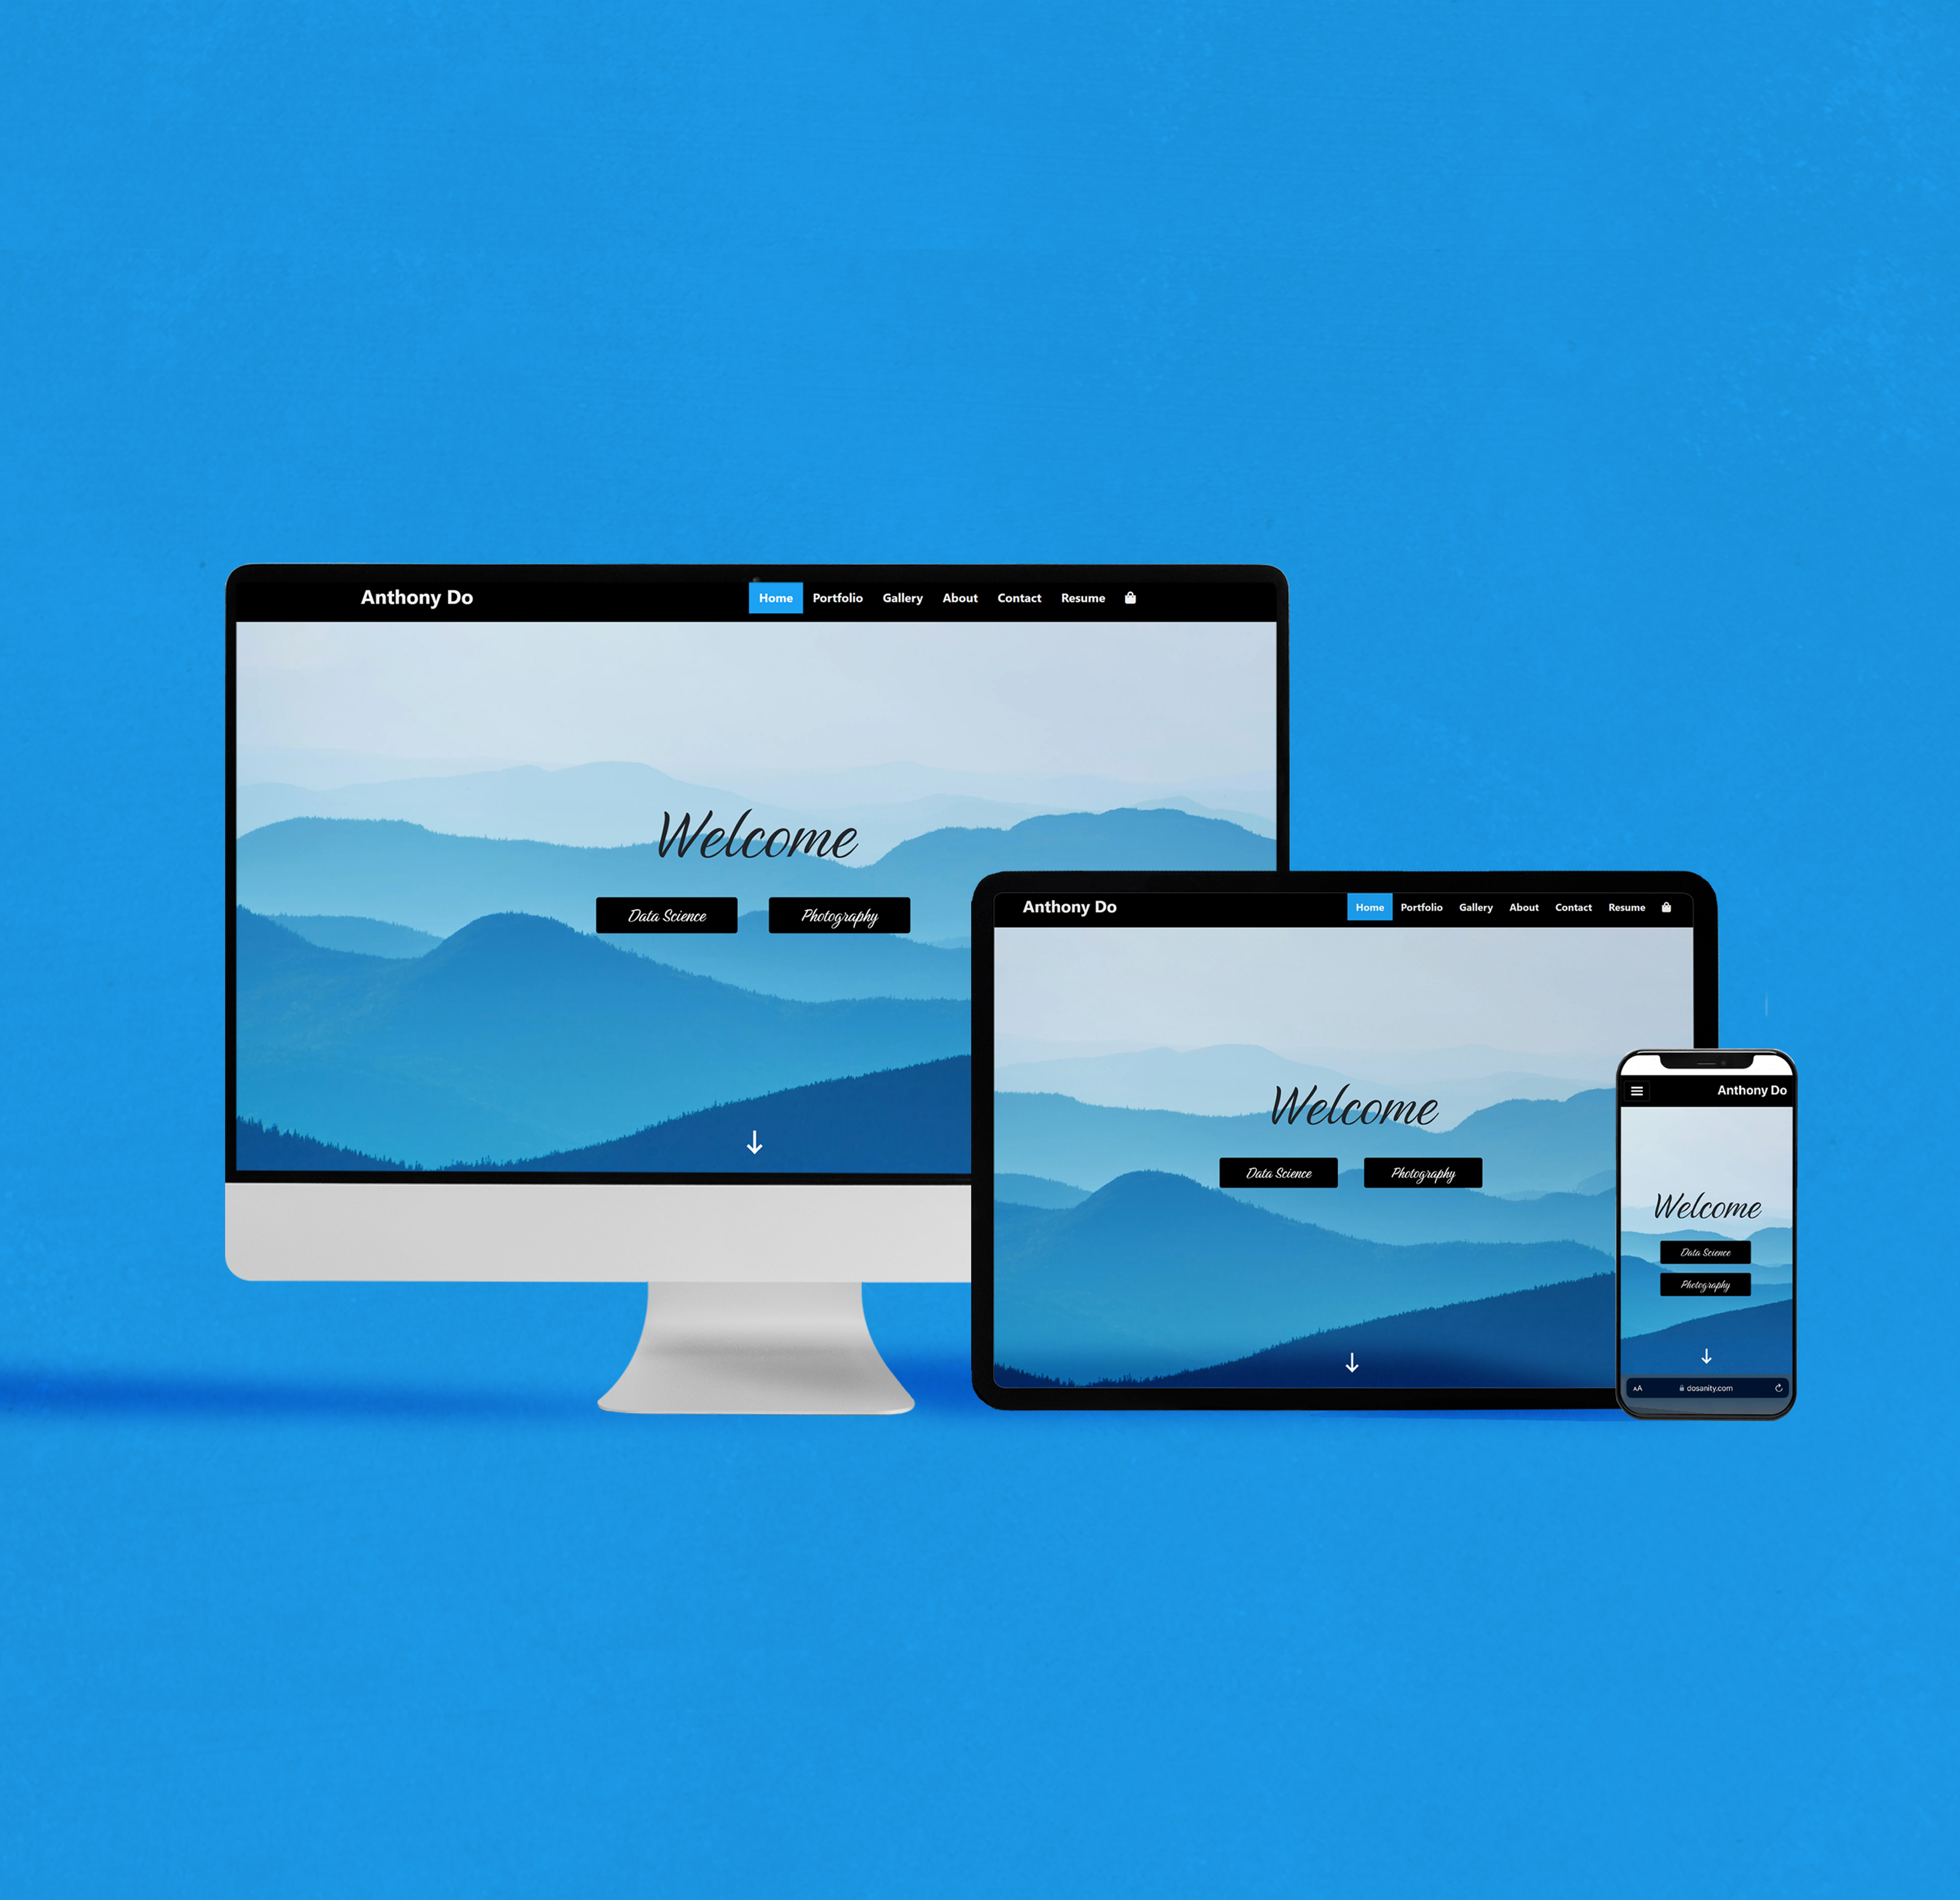 Anthony Do Home Portfolio Gallery About Contact Resume
Welcome
Data Science Photography
Anthony Do Home Portfolio Gallery About Contact Resume
Welcome
Data Science Photography
Anthony Do
Welcome
Data Science
Photography
AA dosanity.com